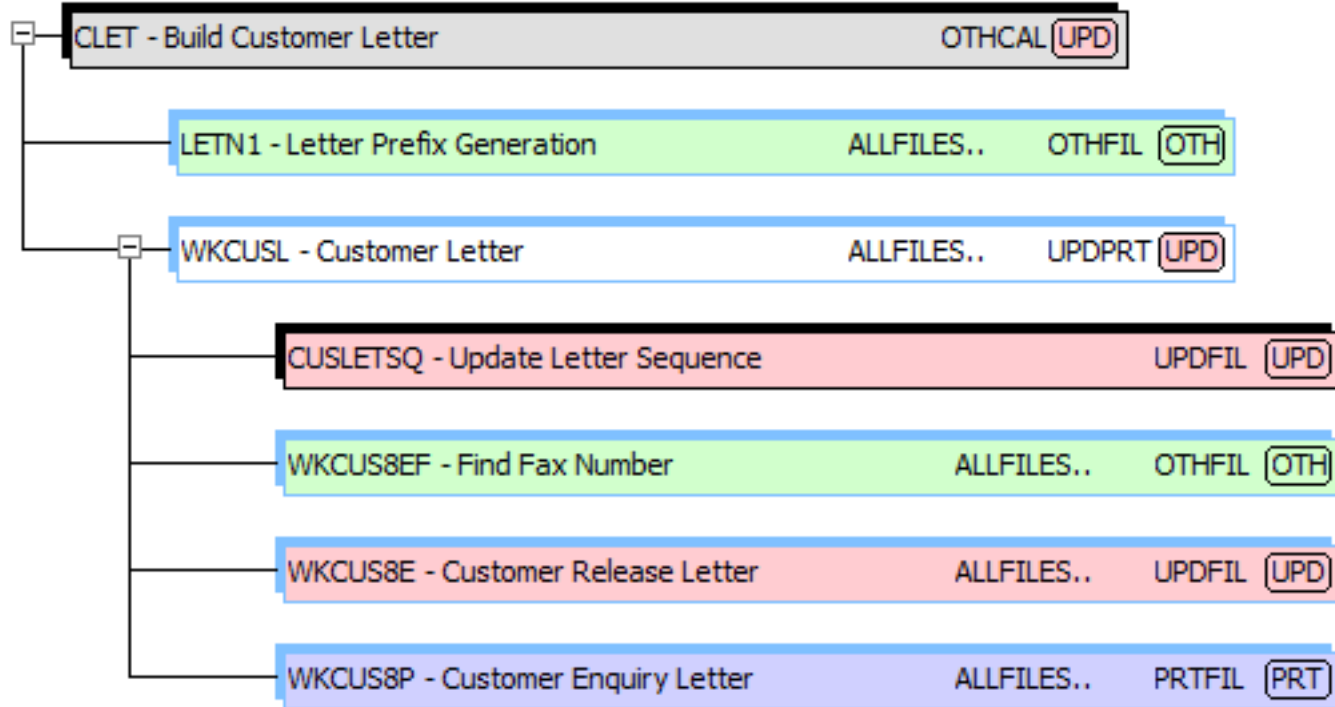 CLET - Build Customer Letter OTHCAL UPD
LETN1 - Letter Prefix Generation ALLFILES.. OTHFIL OTH
WKCUSL - Customer Letter ALLFILES.. UPDPRT UPD
CUSLETSQ - Update Letter Sequence UPDFIL UPD
WKCUS8EF - Find Fax Number ALLFILES.. OTHFIL OTH
WKCUS8E - Customer Release Letter ALLFILES.. UPDFIL UPD
WKCUS8P - Customer Enquiry Letter ALLFILES.. PRTFIL PRT